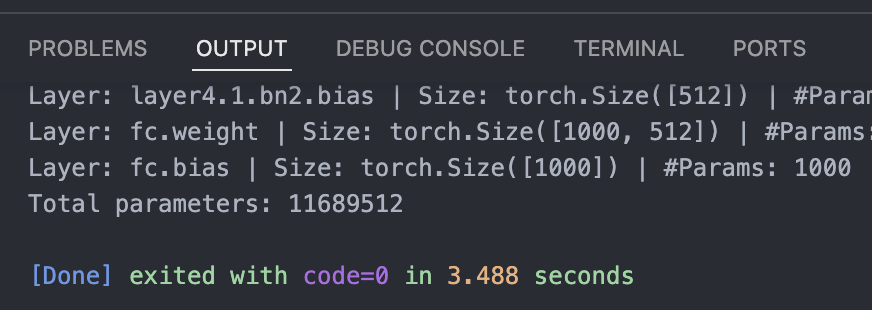 PROBLEMS OUTPUT DEBUG CONSOLE TERMINAL PORTS
Layer: layer4.1.bn2.bias | Size: torch.Size([512]) | #Param
Layer: fc.weight | Size: torch.Size([1000, 512]) | #Params:
Layer: fc.bias | Size: torch.Size([1000]) | #Params: 1000
Total parameters: 11689512
[Done] exited with code=0 in 3.488 seconds